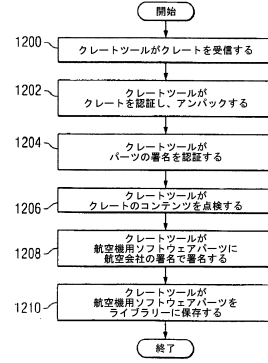 開始
1200
クレートツールがクレートを受信する
1202
クレートツールが
クレートを認証し、アンパックする
1204
クレートツールが
パーツの署名を認証する
1206
クレートツールが
クレートのコンテンツを点検する
1208
クレートツールが
航空機用ソフトウェアパーツに
航空会社の署名で署名する
1210
クレートツールが
航空機用ソフトウェアパーツを
ライブラリーに保存する
終了